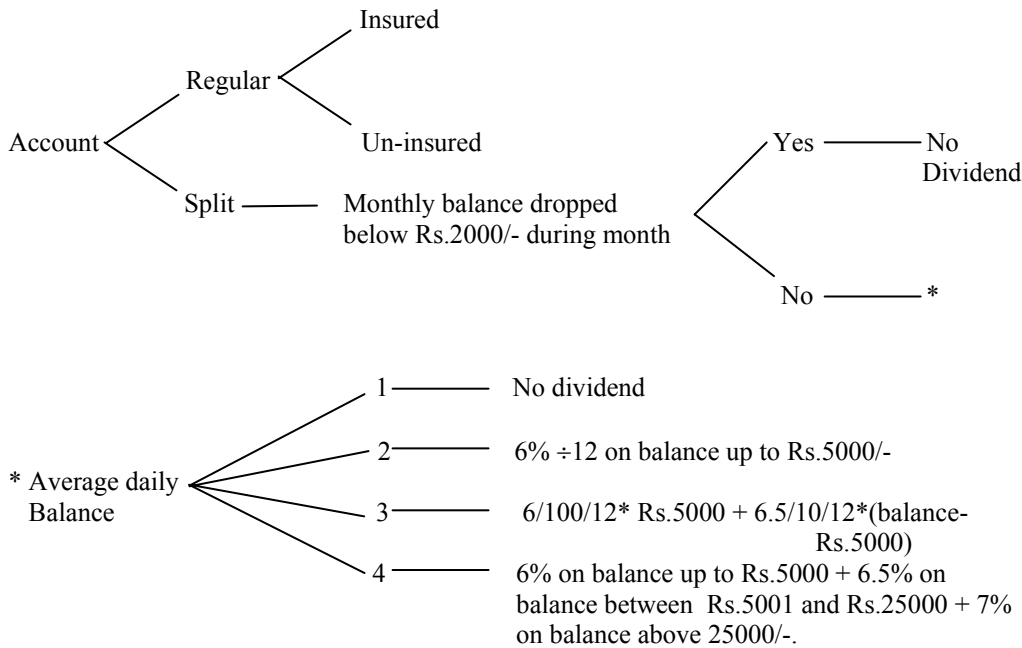 Insured
Regular
Account
Un-insured
Yes
No
Dividend
Split
Monthly balance dropped
below Rs.2000/- during month
No
*
1
No dividend
2
6% ÷12 on balance up to Rs.5000/-
* Average daily
Balance
3
6/100/12* Rs.5000 + 6.5/10/12*(balance-
Rs.5000)
4
6% on balance up to Rs.5000 + 6.5% on
balance between Rs.5001 and Rs.25000 + 7%
on balance above 25000/-.